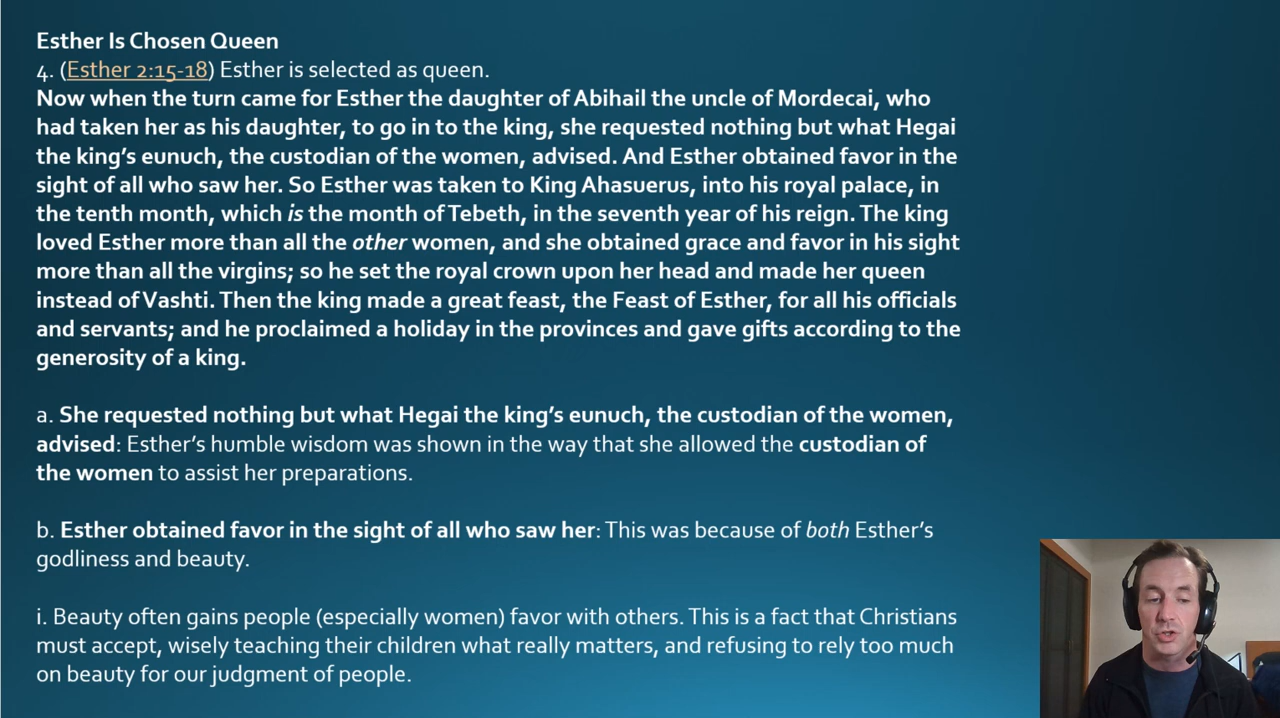 Esther Is Chosen Queen
4. (Esther 2:15-18) Esther is selected as queen.
Now when the turn came for Esther the daughter of Abihail the uncle of Mordecai, who
had taken her as his daughter, to go in to the king, she requested nothing but what Hegai
the king’s eunuch, the custodian of the women, advised. And Esther obtained favor in the
sight of all who saw her. So Esther was taken to King Ahasuerus, into his royal palace, in
the tenth month, which is the month of Tebeth, in the seventh year of his reign. The king
loved Esther more than all the other women, and she obtained grace and favor in his sight
more than all the virgins; so he set the royal crown upon her head and made her queen
instead of Vashti. Then the king made a great feast, the Feast of Esther, for all his officials
and servants; and he proclaimed a holiday in the provinces and gave gifts according to the
generosity of a king.
a. She requested nothing but what Hegai the king’s eunuch, the custodian of the women,
advised: Esther’s humble wisdom was shown in the way that she allowed the custodian of
the women to assist her preparations.
b. Esther obtained favor in the sight of all who saw her: This was because of both Esther’s
godliness and beauty.
i. Beauty often gains people (especially women) favor with others. This is a fact that Christians
must accept, wisely teaching their children what really matters, and refusing to rely too much
on beauty for our judgment of people.